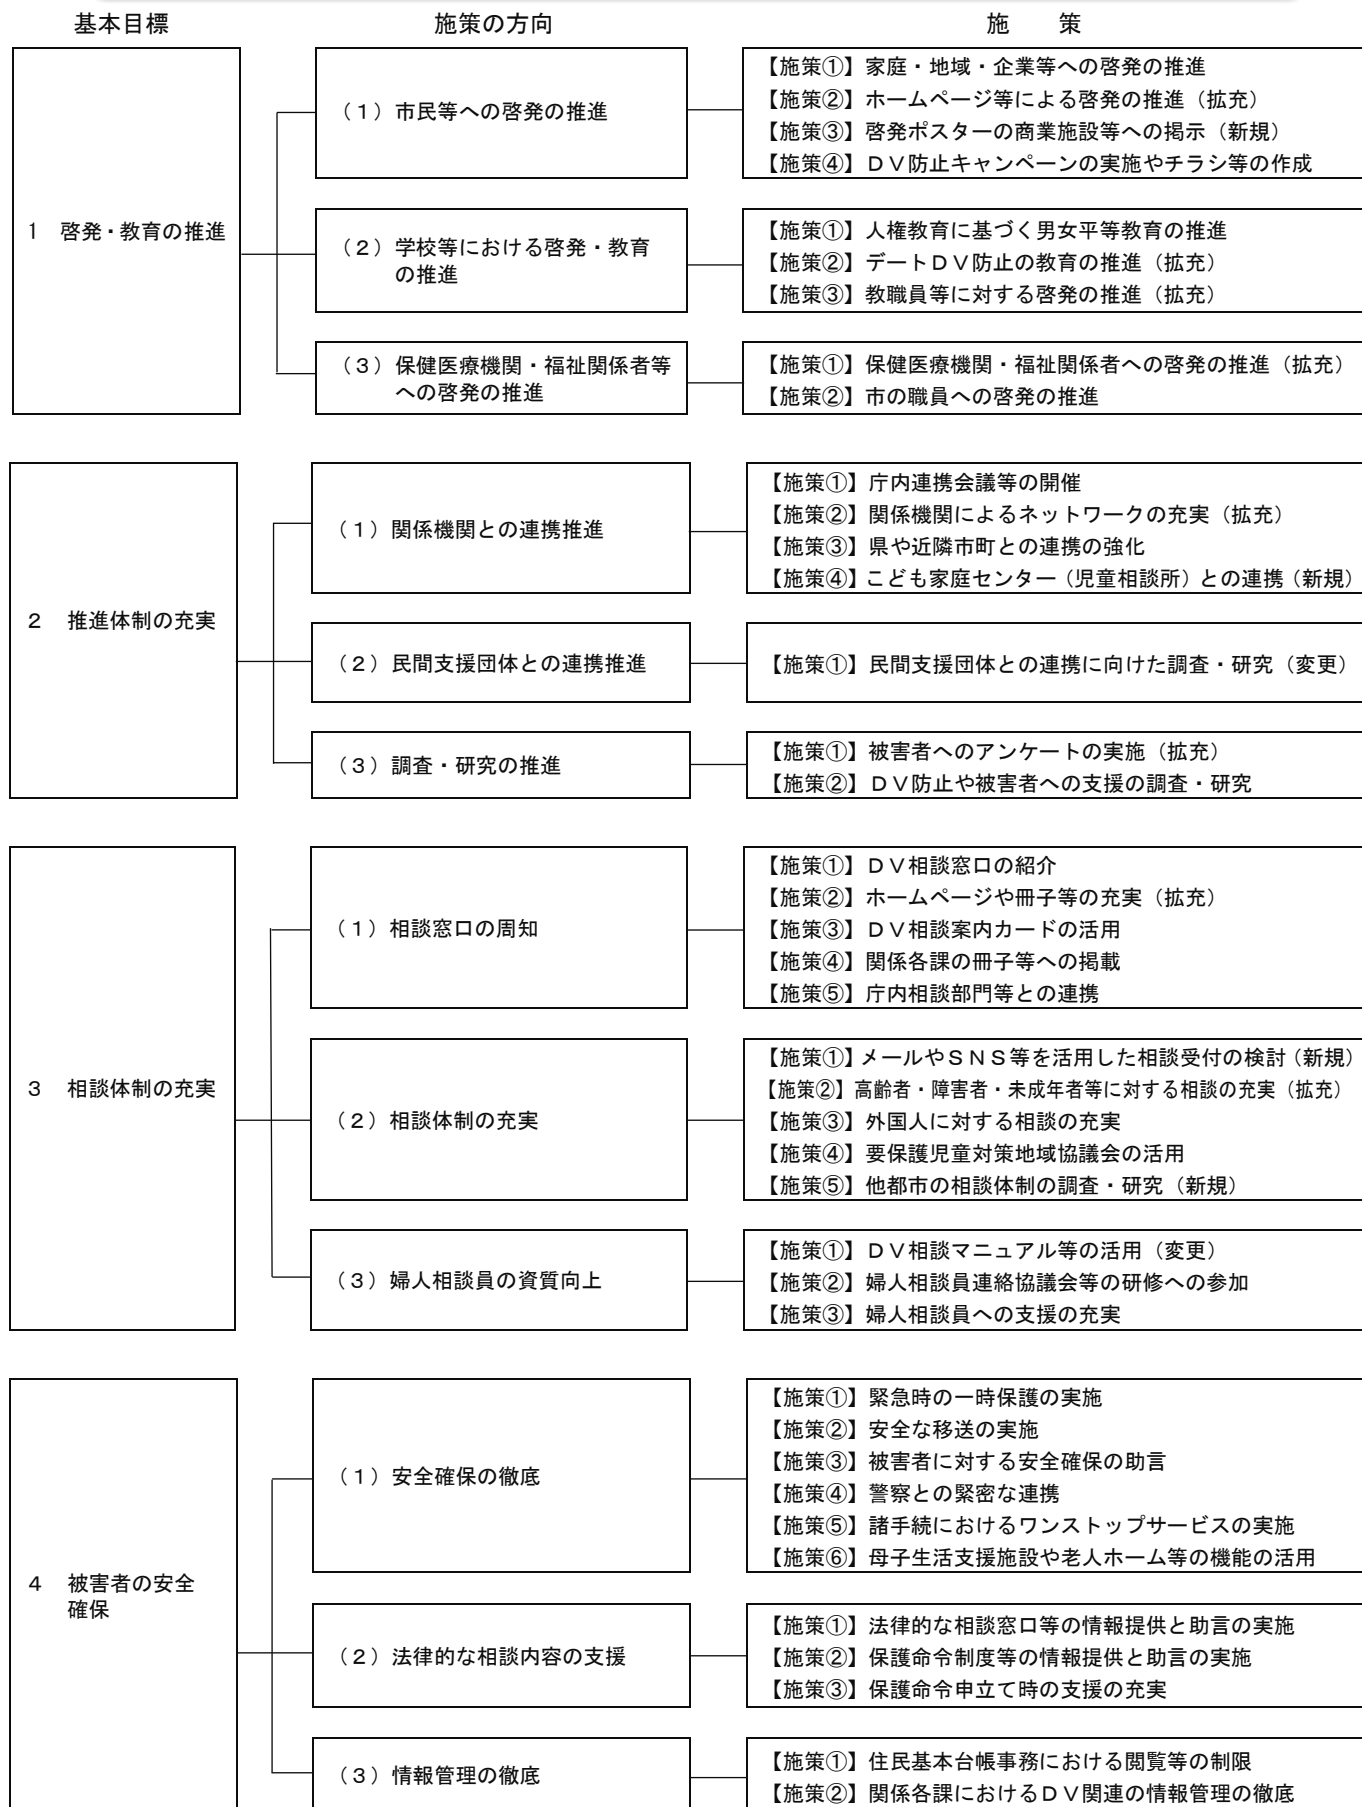 基本目標
施策の方向
施　策
1　啓発・教育の推進
（１）市民等への啓発の推進
【施策①】家庭・地域・企業等への啓発の推進
【施策②】ホームページ等による啓発の推進（拡充）
【施策③】啓発ポスターの商業施設等への掲示（新規）
【施策④】ＤＶ防止キャンペーンの実施やチラシ等の作成
（２）学校等における啓発・教育
の推進
【施策①】人権教育に基づく男女平等教育の推進
【施策②】デートＤＶ防止の教育の推進（拡充）
【施策③】教職員等に対する啓発の推進（拡充）
（３）保健医療機関・福祉関係者等
への啓発の推進
【施策①】保健医療機関・福祉関係者への啓発の推進（拡充）
【施策②】市の職員への啓発の推進
２　推進体制の充実
（１）関係機関との連携推進
【施策①】庁内連携会議等の開催
【施策②】関係機関によるネットワークの充実（拡充）
【施策③】県や近隣市町との連携の強化
【施策④】こども家庭センター（児童相談所）との連携（新規）
（２）民間支援団体との連携推進
【施策①】民間支援団体との連携に向けた調査・研究（変更）
（３）調査・研究の推進
【施策①】被害者へのアンケートの実施（拡充）
【施策②】ＤＶ防止や被害者への支援の調査・研究
３　相談体制の充実
（１）相談窓口の周知
【施策①】ＤＶ相談窓口の紹介
【施策②】ホームページや冊子等の充実（拡充）
【施策③】ＤＶ相談案内カードの活用
【施策④】関係各課の冊子等への掲載
【施策⑤】庁内相談部門等との連携
（２）相談体制の充実
【施策①】メールやＳＮＳ等を活用した相談受付の検討（新規）
【施策②】高齢者・障害者・未成年者等に対する相談の充実（拡充）
【施策③】外国人に対する相談の充実
【施策④】要保護児童対策地域協議会の活用
【施策⑤】他都市の相談体制の調査・研究（新規）
（３）婦人相談員の資質向上
【施策①】ＤＶ相談マニュアル等の活用（変更）
【施策②】婦人相談員連絡協議会等の研修への参加
【施策③】婦人相談員への支援の充実
４　被害者の安全
確保
（１）安全確保の徹底
【施策①】緊急時の一時保護の実施
【施策②】安全な移送の実施
【施策③】被害者に対する安全確保の助言
【施策④】警察との緊密な連携
【施策⑤】諸手続におけるワンストップサービスの実施
【施策⑥】母子生活支援施設や老人ホーム等の機能の活用
（２）法律的な相談内容の支援
【施策①】法律的な相談窓口等の情報提供と助言の実施
【施策②】保護命令制度等の情報提供と助言の実施
【施策③】保護命令申立て時の支援の充実
（３）情報管理の徹底
【施策①】住民基本台帳事務における閲覧等の制限
【施策②】関係各課におけるＤＶ関連の情報管理の徹底